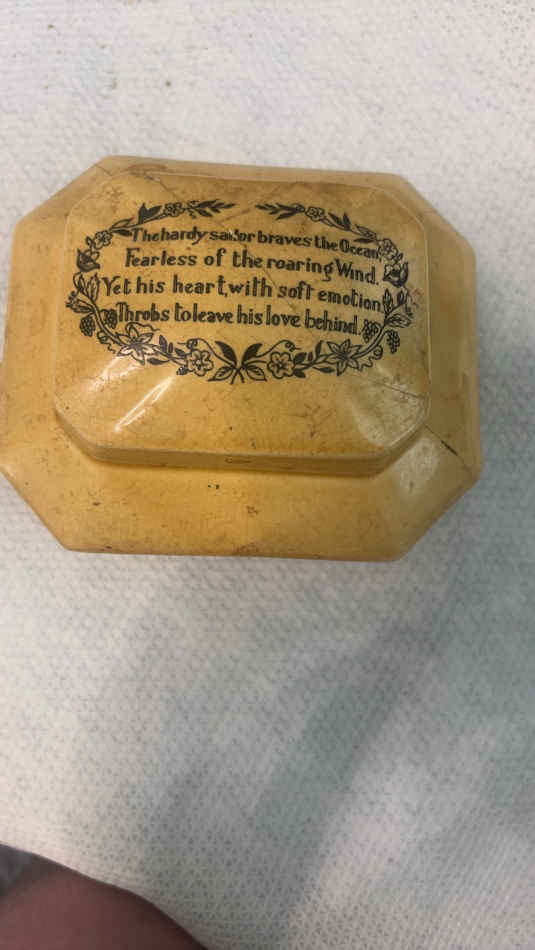 The hardy sailor braves the Ocean,
Fearless of the roaring Wind.
Yet his heart, with soft emotion,
Throbs to leave his love behind.